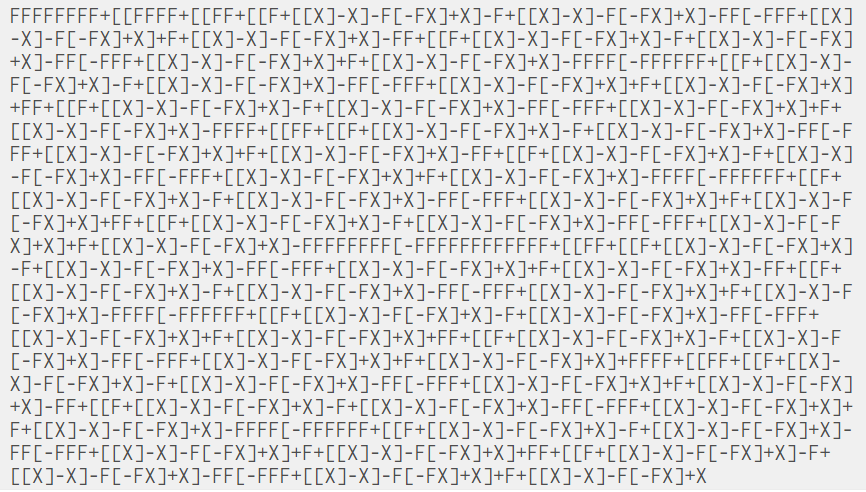 FFFFFFFF+[[FFFF+[[FF+[[F+[[X]-X]-F[-FX]+X]-F+[[X]-X]-F[-FX]+X]-FF[-FFF+[[X]
-X]-F[-FX]+X]+F+[[X]-X]-F[-FX]+X]-FF+[[F+[[X]-X]-F[-FX]+X]-F+[[X]-X]-F[-FX]
+X]-FF[-FFF+[[X]-X]-F[-FX]+X]+F+[[X]-X]-F[-FX]+X]-FFFF[-FFFFFF+[[F+[[X]-X]-
F[-FX]+X]-F+[[X]-X]-F[-FX]+X]-FF[-FFF+[[X]-X]-F[-FX]+X]+F+[[X]-X]-F[-FX]+X]
+FF+[[F+[[X]-X]-F[-FX]+X]-F+[[X]-X]-F[-FX]+X]-FF[-FFF+[[X]-X]-F[-FX]+X]+F+
[[X]-X]-F[-FX]+X]-FFFF+[[FF+[[F+[[X]-X]-F[-FX]+X]-F+[[X]-X]-F[-FX]+X]-FF[-F
FF+[[X]-X]-F[-FX]+X]+F+[[X]-X]-F[-FX]+X]-FF+[[F+[[X]-X]-F[-FX]+X]-F+[[X]-X]
-F[-FX]+X]-FF[-FFF+[[X]-X]-F[-FX]+X]+F+[[X]-X]-F[-FX]+X]-FFFF[-FFFFFF+[[F+
[[X]-X]-F[-FX]+X]-F+[[X]-X]-F[-FX]+X]-FF[-FFF+[[X]-X]-F[-FX]+X]+F+[[X]-X]-F
[-FX]+X]+FF+[[F+[[X]-X]-F[-FX]+X]-F+[[X]-X]-F[-FX]+X]-FF[-FFF+[[X]-X]-F[-F
X]+X]+F+[[X]-X]-F[-FX]+X]-FFFFFFFF[-FFFFFFFFFFFF+[[FF+[[F+[[X]-X]-F[-FX]+X]
-F+[[X]-X]-F[-FX]+X]-FF[-FFF+[[X]-X]-F[-FX]+X]+F+[[X]-X]-F[-FX]+X]-FF+[[F+
[[X]-X]-F[-FX]+X]-F+[[X]-X]-F[-FX]+X]-FF[-FFF+[[X]-X]-F[-FX]+X]+F+[[X]-X]-F
[-FX]+X]-FFFF[-FFFFFF+[[F+[[X]-X]-F[-FX]+X]-F+[[X]-X]-F[-FX]+X]-FF[-FFF+
[[X]-X]-F[-FX]+X]+F+[[X]-X]-F[-FX]+X]+FF+[[F+[[X]-X]-F[-FX]+X]-F+[[X]-X]-F
[-FX]+X]-FF[-FFF+[[X]-X]-F[-FX]+X]+F+[[X]-X]-F[-FX]+X]+FFFF+[[FF+[[F+[[X]-
X]-F[-FX]+X]-F+[[X]-X]-F[-FX]+X]-FF[-FFF+[[X]-X]-F[-FX]+X]+F+[[X]-X]-F[-FX]
+X]-FF+[[F+[[X]-X]-F[-FX]+X]-F+[[X]-X]-F[-FX]+X]-FF[-FFF+[[X]-X]-F[-FX]+X]+
F+[[X]-X]-F[-FX]+X]-FFFF[-FFFFFF+[[F+[[X]-X]-F[-FX]+X]-F+[[X]-X]-F[-FX]+X]-
FF[-FFF+[[X]-X]-F[-FX]+X]+F+[[X]-X]-F[-FX]+X]+FF+[[F+[[X]-X]-F[-FX]+X]-F+
[[X]-X]-F[-FX]+X]-FF[-FFF+[[X]-X]-F[-FX]+X]+F+[[X]-X]-F[-FX]+X